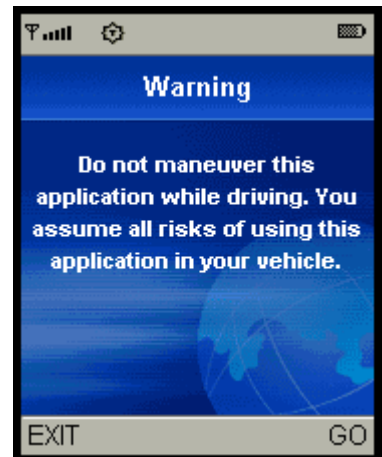 Warning
Do not maneuver this
application while driving. You
assume all risks of using this
application in your vehicle.
EXIT GO